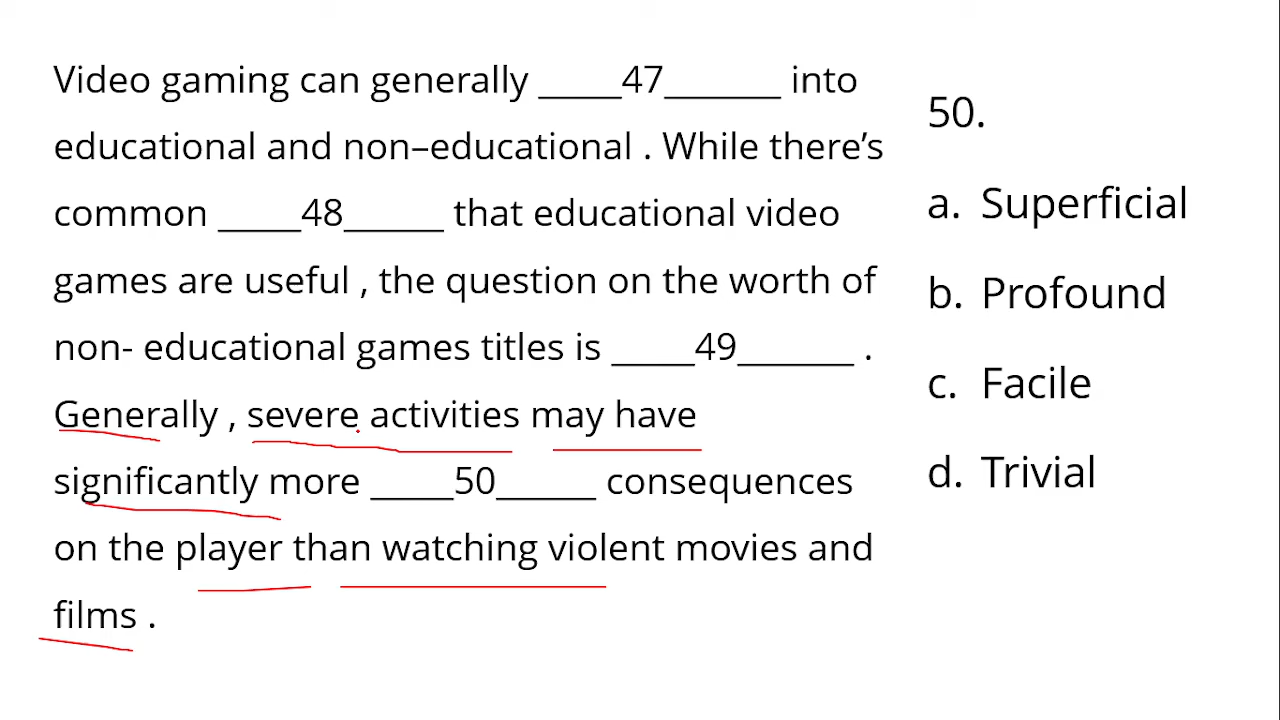 Video gaming can generally _____47_______ into
educational and non–educational . While there’s
common _____48______ that educational video
games are useful , the question on the worth of
non- educational games titles is _____49_______ .
Generally , severe activities may have
significantly more _____50______ consequences
on the player than watching violent movies and
films .
50.
a. Superficial
b. Profound
c. Facile
d. Trivial